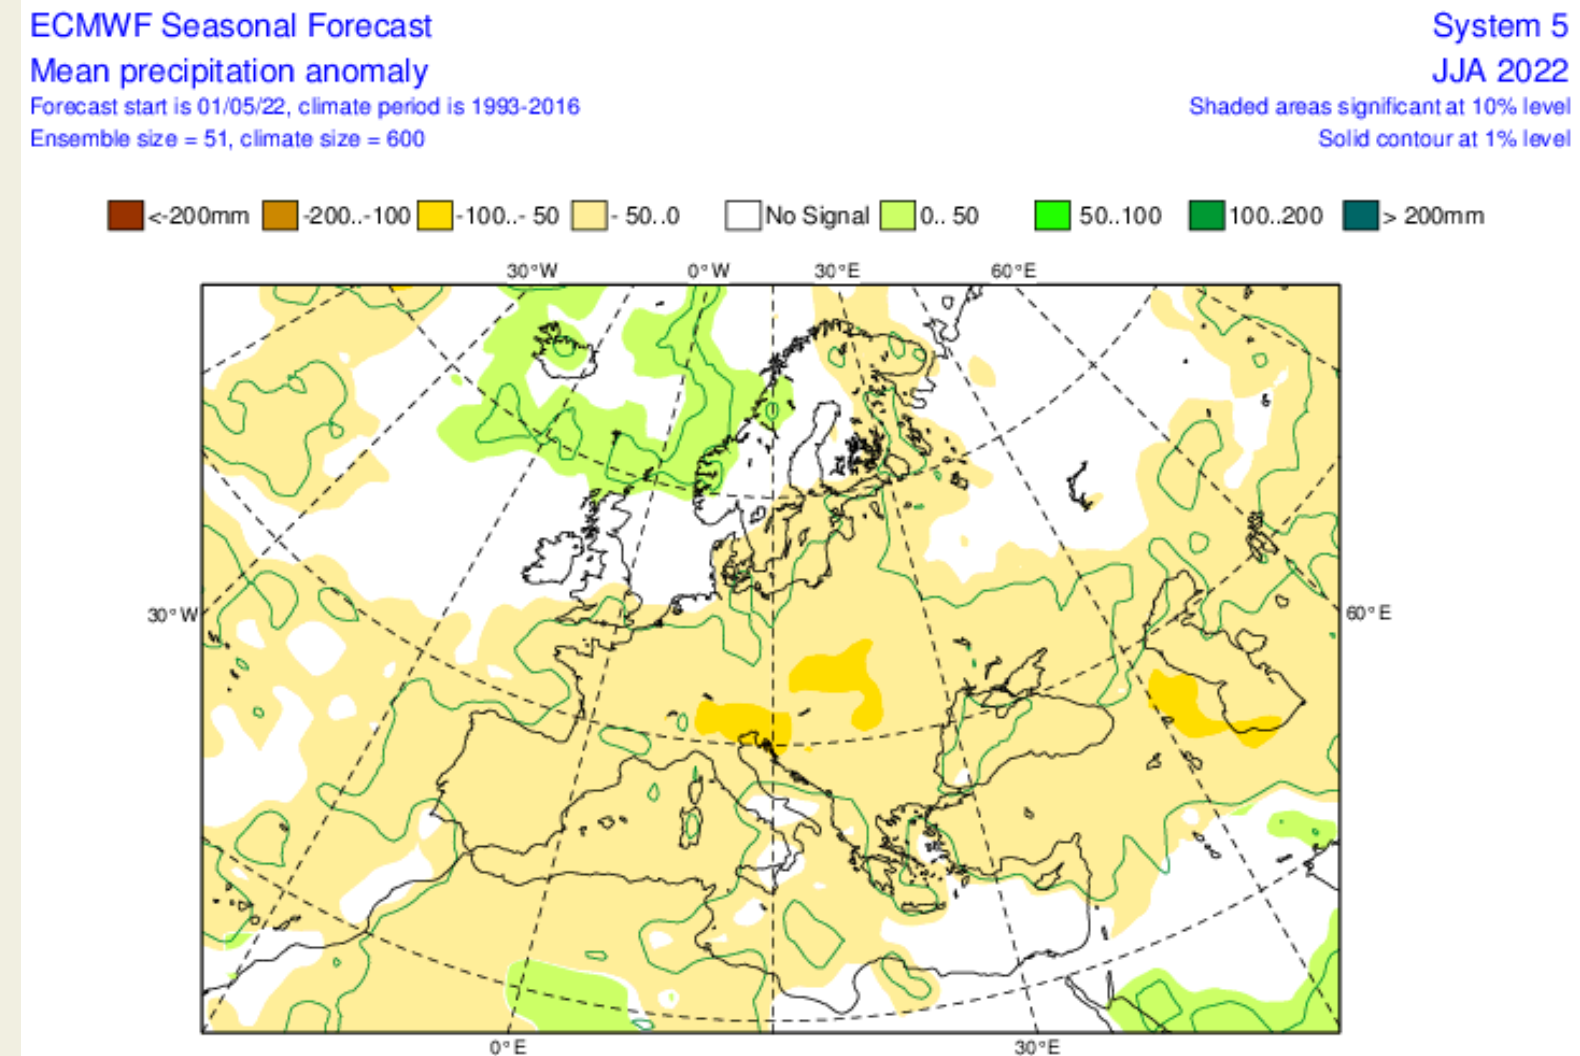 ECMWF Seasonal Forecast
System 5
Mean precipitation anomaly
JJA 2022
Forecast start is 01/05/22, climate period is 1993-2016
Shaded areas significant at 10% level
Ensemble size = 51, climate size = 600
Solid contour at 1% level
<-200mm -200..-100 -100..- 50 - 50..0 No Signal 0.. 50 50..100 100..200 > 200mm
30°W 0°W 30°E 60°E
30°W
60°E
0°E 30°E